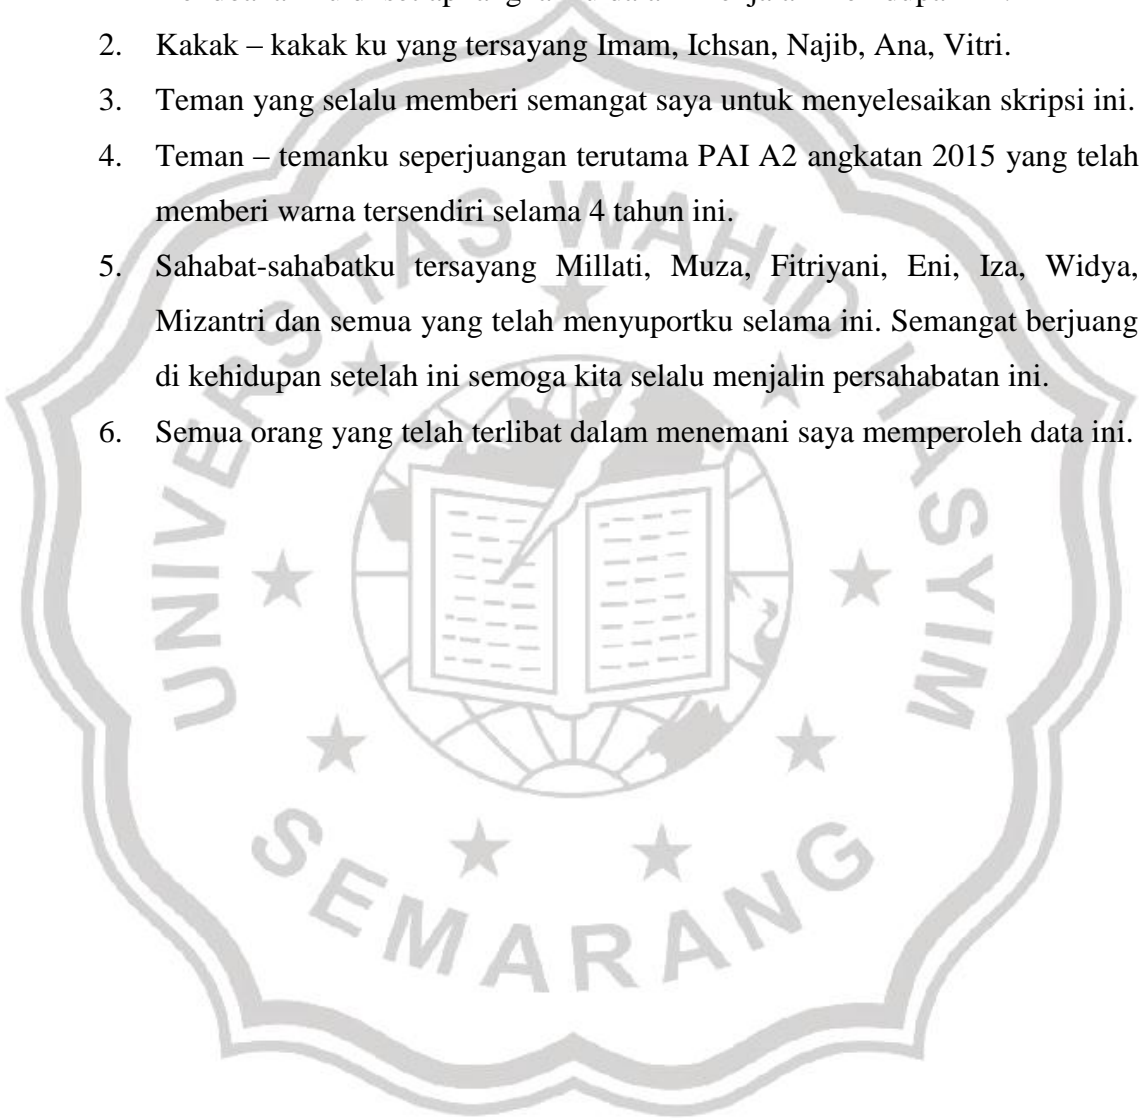 2. Kakak – kakak ku yang tersayang Imam, Ichsan, Najib, Ana, Vitri.
3. Teman yang selalu memberi semangat saya untuk menyelesaikan skripsi ini.
4. Teman – temanku seperjuangan terutama PAI A2 angkatan 2015 yang telah
memberi warna tersendiri selama 4 tahun ini.
5. Sahabat-sahabatku tersayang Millati, Muza, Fitriyani, Eni, Iza, Widya,
Mizantri dan semua yang telah menyuportku selama ini. Semangat berjuang
di kehidupan setelah ini semoga kita selalu menjalin persahabatan ini.
6. Semua orang yang telah terlibat dalam menemani saya memperoleh data ini.
UNIVERSITAS WAHID HASYIM
SEMARANG